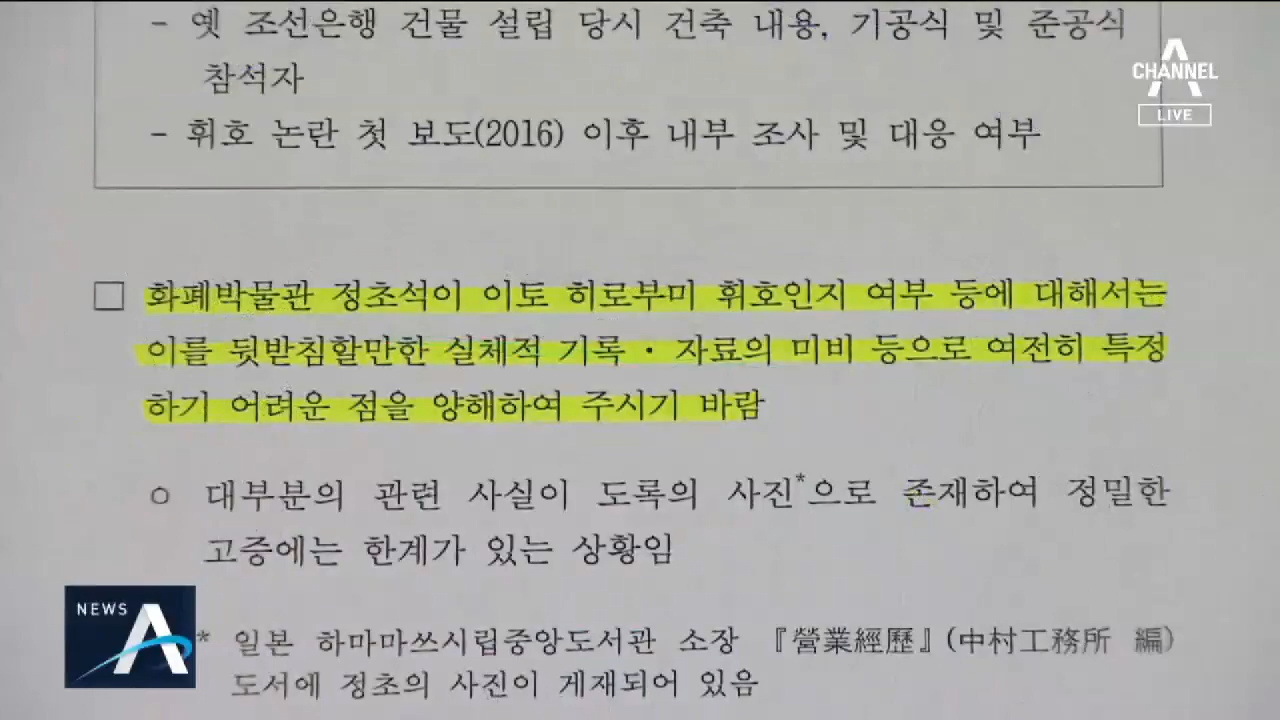 - 옛 조선은행 건물 설립 당시 건축 내용, 기공식 및 준공식
참석자
- 휘호 논란 첫 보도(2016) 이후 내부 조사 및 대응 여부
CHANNEL A
LIVE
□ 화폐박물관 정초석이 이토 히로부미 휘호인지 여부 등에 대해서는
이를 뒷받침할만한 실체적 기록·자료의 미비 등으로 여전히 특정
하기 어려운 점을 양해하여 주시기 바람
○ 대부분의 관련 사실이 도록의 사진*으로 존재하여 정밀한
고증에는 한계가 있는 상황임
NEWS A
* 일본 하마마쓰시립중앙도서관 소장 『營業經歷』(中村工務所 編)
도서에 정초의 사진이 게재되어 있음